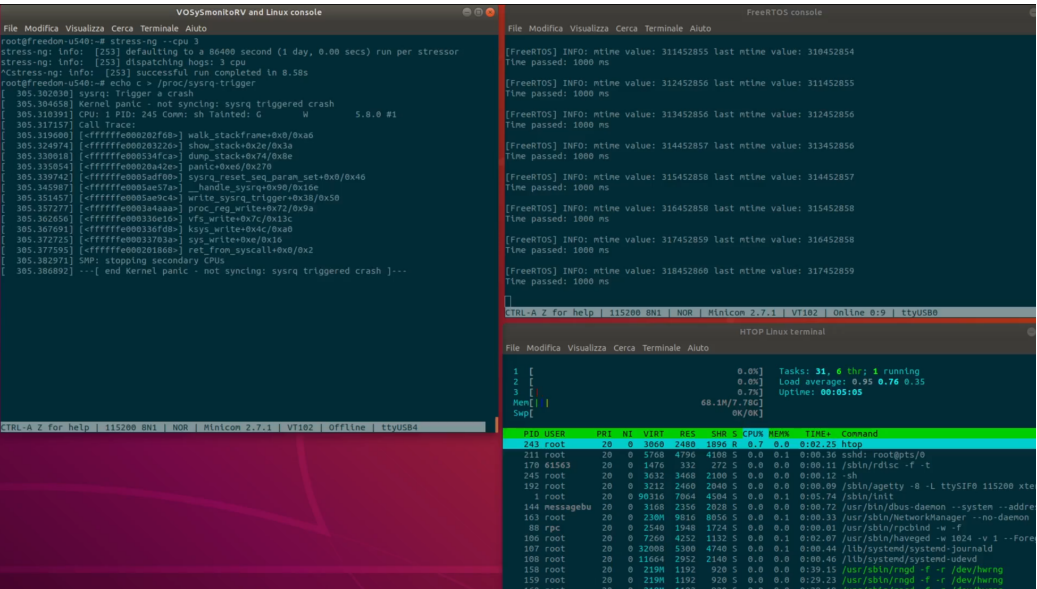 VOSySmonitoRV and Linux console
File Modifica Visualizza Cerca Terminale Aiuto
root@freedom-u540:~# stress-ng --cpu 3
stress-ng: info:  [253] defaulting to a 86400 second (1 day, 0.00 secs) run per stressor
stress-ng: info:  [253] dispatching hogs: 3 cpu
^Cstress-ng: info:  [253] successful run completed in 8.58s
root@freedom-u540:~# echo c > /proc/sysrq-trigger
[  305.302030] sysrq: Trigger a crash
[  305.304658] Kernel panic - not syncing: sysrq triggered crash
[  305.310391] CPU: 1 PID: 245 Comm: sh Tainted: G        W         5.8.0 #1
[  305.317157] Call Trace:
[  305.319600] [<ffffffe000202f68>] walk_stackframe+0x0/0xa6
[  305.324974] [<ffffffe000203226>] show_stack+0x2e/0x3a
[  305.330018] [<ffffffe000534fca>] dump_stack+0x74/0x8e
[  305.335054] [<ffffffe00020a42e>] panic+0xe6/0x270
[  305.339742] [<ffffffe0005adf00>] sysrq_reset_seq_param_set+0x0/0x46
[  305.345987] [<ffffffe0005ae57a>] __handle_sysrq+0x90/0x16e
[  305.351457] [<ffffffe0005ae9c4>] write_sysrq_trigger+0x38/0x50
[  305.357277] [<ffffffe0003a4aaa>] proc_reg_write+0x72/0x9a
[  305.362656] [<ffffffe000336e16>] vfs_write+0x7c/0x13c
[  305.367691] [<ffffffe000336fd8>] ksys_write+0x4c/0xa0
[  305.372725] [<ffffffe00033703a>] sys_write+0xe/0x16
[  305.377595] [<ffffffe000201868>] ret_from_syscall+0x0/0x2
[  305.382971] SMP: stopping secondary CPUs
[  305.386892] ---[ end Kernel panic - not syncing: sysrq triggered crash ]---
CTRL-A Z for help | 115200 8N1 | NOR | Minicom 2.7.1 | VT102 | Offline | ttyUSB4
FreeRTOS console
File Modifica Visualizza Cerca Terminale Aiuto
[FreeRTOS] INFO: mtime value: 311452855 last mtime value: 310452854
Time passed: 1000 ms
[FreeRTOS] INFO: mtime value: 312452856 last mtime value: 311452855
Time passed: 1000 ms
[FreeRTOS] INFO: mtime value: 313452856 last mtime value: 312452856
Time passed: 1000 ms
[FreeRTOS] INFO: mtime value: 314452857 last mtime value: 313452856
Time passed: 1000 ms
[FreeRTOS] INFO: mtime value: 315452858 last mtime value: 314452857
Time passed: 1000 ms
[FreeRTOS] INFO: mtime value: 316452858 last mtime value: 315452858
Time passed: 1000 ms
[FreeRTOS] INFO: mtime value: 317452859 last mtime value: 316452858
Time passed: 1000 ms
[FreeRTOS] INFO: mtime value: 318452860 last mtime value: 317452859
Time passed: 1000 ms
CTRL-A Z for help | 115200 8N1 | NOR | Minicom 2.7.1 | VT102 | Online 0:9 | ttyUSB0
HTOP Linux terminal
File Modifica Visualizza Cerca Terminale Aiuto
1 [ 0.0%] Tasks: 31, 6 thr; 1 running
2 [ 0.0%] Load average: 0.95 0.76 0.35
3 [| 0.7%] Uptime: 00:05:05
Mem[| | 68.1M/7.78G]
Swp[ 0K/0K]
PID USER PRI NI VIRT RES SHR S CPU% MEM% TIME+ Command
243 root 20 0 3060 2480 1896 R 0.7 0.0 0:02.25 htop
211 root 20 0 5768 4796 4108 S 0.0 0.1 0:00.36 sshd: root@pts/0
170 61563 20 0 1476 332 272 S 0.0 0.0 0:00.11 /sbin/rdisc -f -t
245 root 20 0 3632 3468 2100 S 0.0 0.0 0:00.12 -sh
192 root 20 0 3212 2460 2040 S 0.0 0.0 0:00.09 /sbin/agetty -8 -L ttySIF0 115200
1 root 20 0 90316 7064 4504 S 0.0 0.1 0:05.74 /sbin/init
144 messagebu 20 0 3168 2356 2028 S 0.0 0.0 0:00.72 /usr/bin/dbus-daemon --system
163 root 20 0 230M 9816 8056 S 0.0 0.1 0:00.33 /usr/sbin/NetworkManager --no-daemon
88 rpc 20 0 2540 1948 1724 S 0.0 0.0 0:00.01 /usr/sbin/rpcbind -w -f
106 root 20 0 7260 4252 1132 S 0.0 0.1 0:02.07 /usr/sbin/haveged -w 1024 -v 1
107 root 20 0 32008 5300 4740 S 0.0 0.1 0:00.44 /lib/systemd/systemd-journald
108 root 20 0 11664 2952 2140 S 0.0 0.0 0:00.46 /lib/systemd/systemd-udevd
158 root 20 0 219M 1192 920 S 0.0 0.0 0:39.15 /usr/sbin/rngd -f -r /dev/hwrng
159 root 20 0 219M 1192 920 S 0.0 0.0 0:29.23 /usr/sbin/rngd -f -r /dev/hwrng